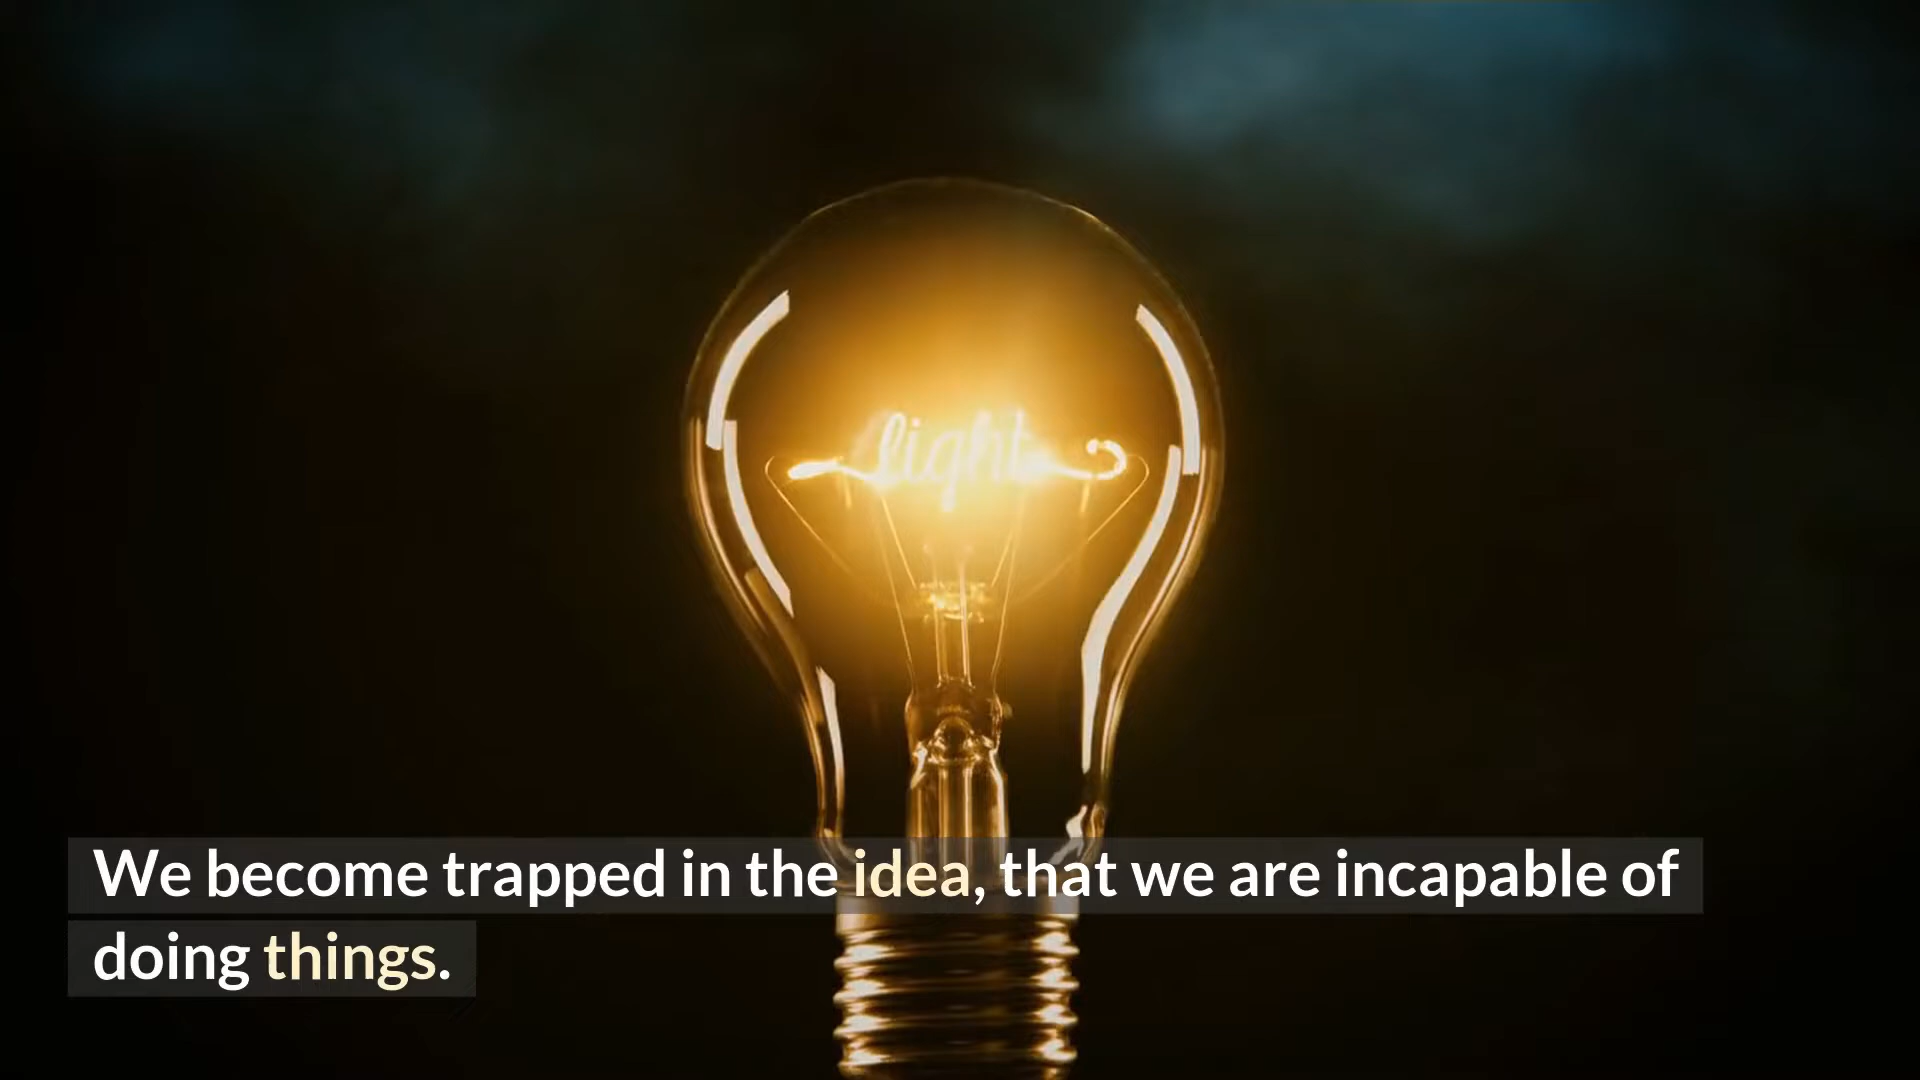 light
We become trapped in the idea, that we are incapable of
doing things.